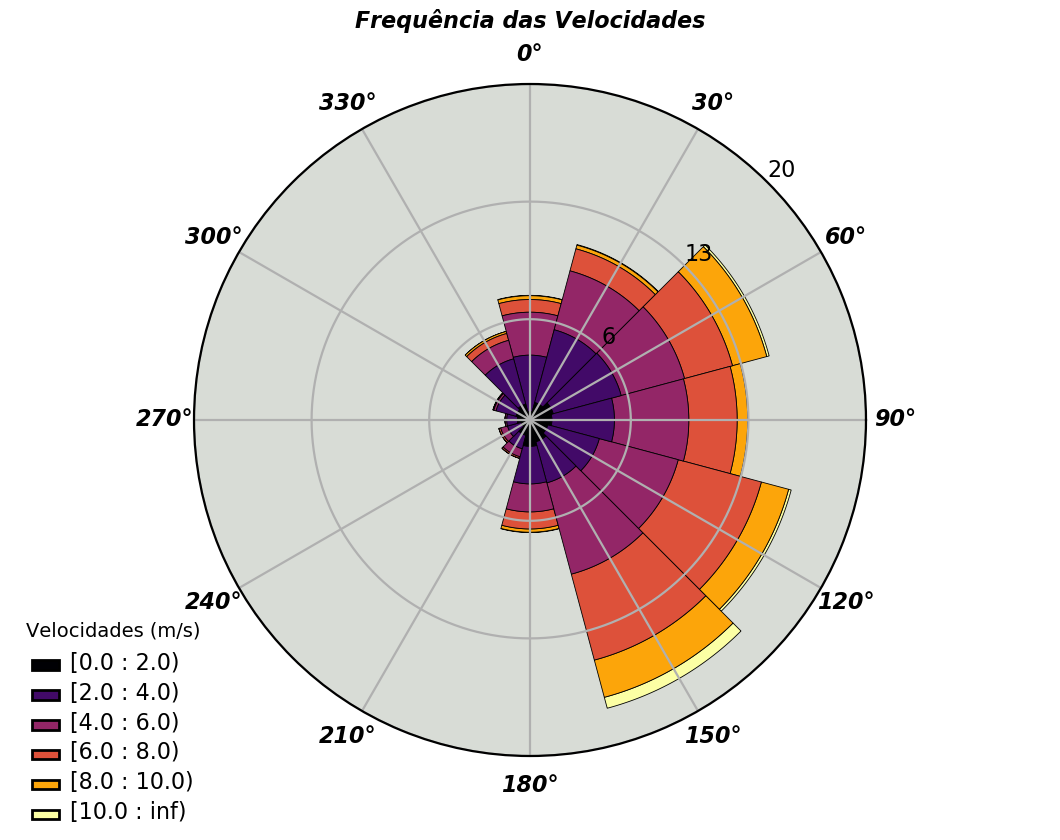 Frequência das Velocidades
0°
330°
30°
20
300°
60°
13
6
270°
90°
240°
120°
Velocidades (m/s)
[0.0 : 2.0)
[2.0 : 4.0)
[4.0 : 6.0)
[6.0 : 8.0)
[8.0 : 10.0)
[10.0 : inf)
210°
150°
180°